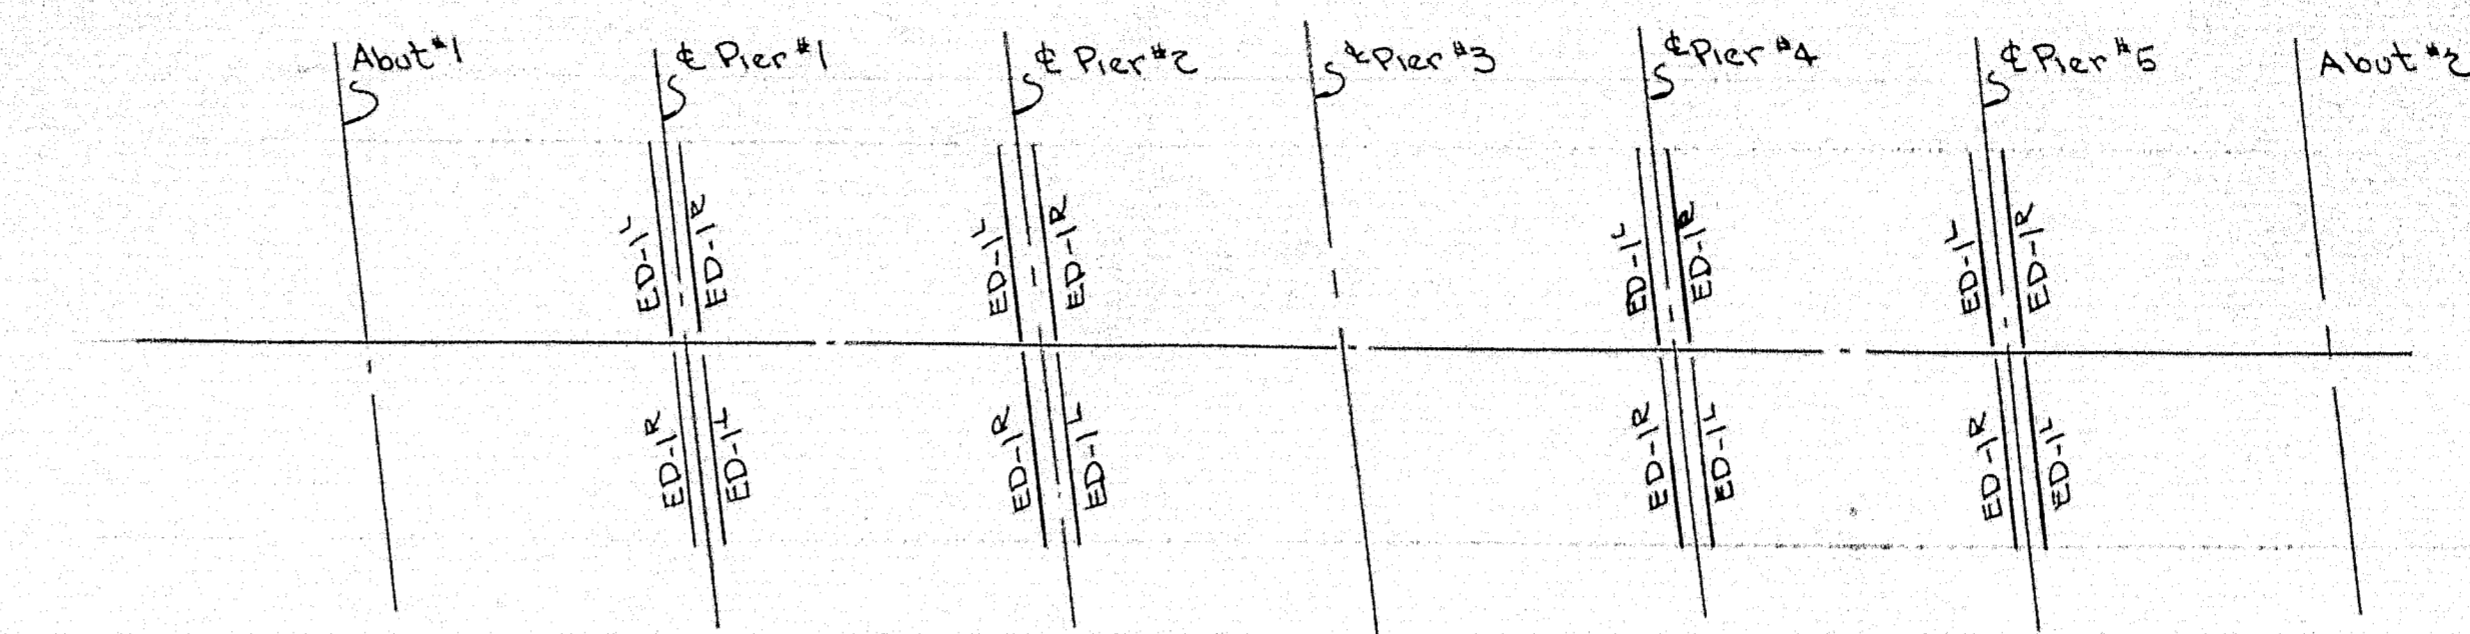 Abut #1
℄ Pier #1
℄ Pier #2
℄ Pier #3
℄ Pier #4
℄ Pier #5
Abut #2
ED-1L
ED-1R
ED-1L
ED-1R
ED-1L
ED-1R
ED-1L
ED-1R
ED-1R
ED-1L
ED-1R
ED-1L
ED-1R
ED-1L
ED-1R
ED-1L